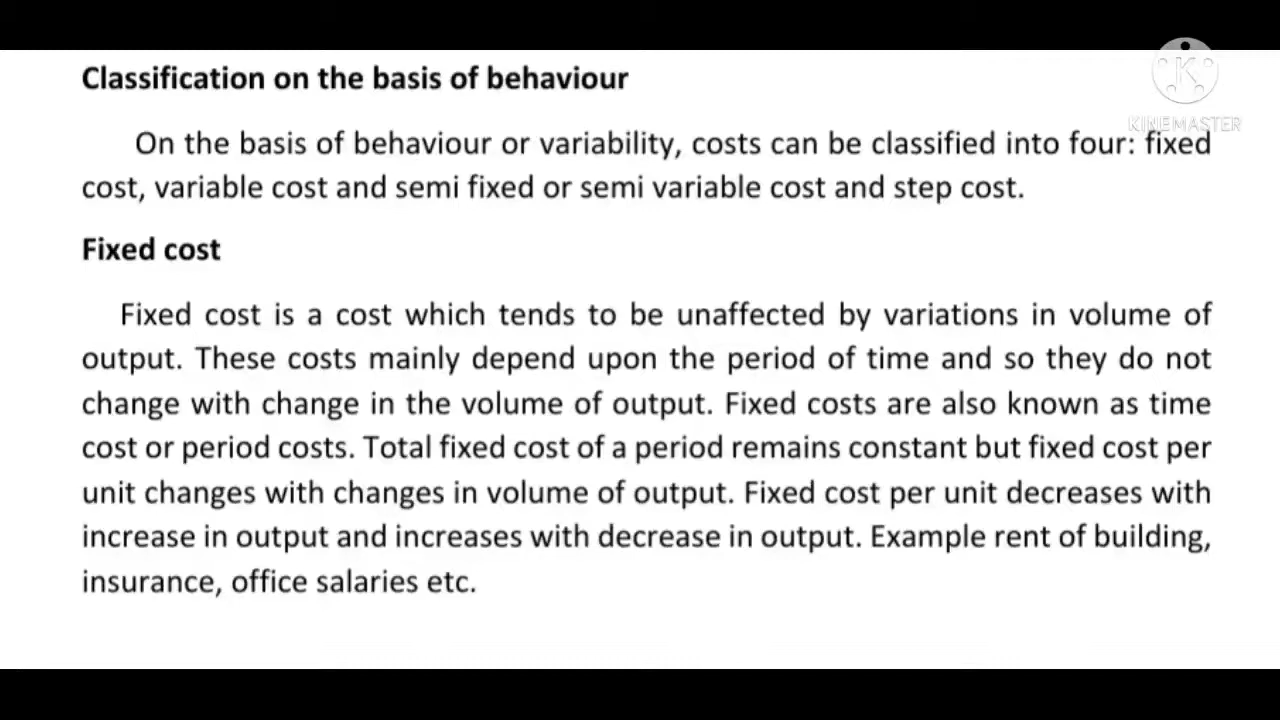 Classification on the basis of behaviour
KINEMASTER
On the basis of behaviour or variability, costs can be classified into four: fixed
cost, variable cost and semi fixed or semi variable cost and step cost.
Fixed cost
Fixed cost is a cost which tends to be unaffected by variations in volume of
output. These costs mainly depend upon the period of time and so they do not
change with change in the volume of output. Fixed costs are also known as time
cost or period costs. Total fixed cost of a period remains constant but fixed cost per
unit changes with changes in volume of output. Fixed cost per unit decreases with
increase in output and increases with decrease in output. Example rent of building,
insurance, office salaries etc.